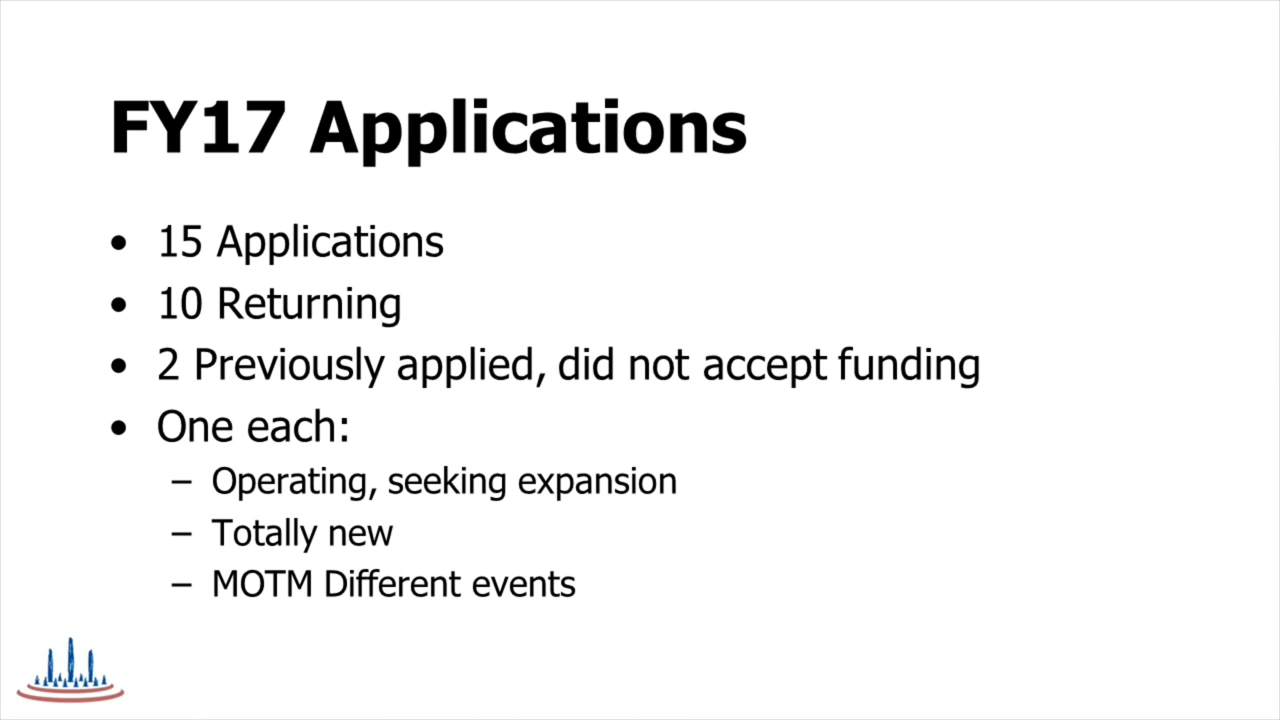 FY17 Applications
• 15 Applications
• 10 Returning
• 2 Previously applied, did not accept funding
• One each:
– Operating, seeking expansion
– Totally new
– MOTM Different events